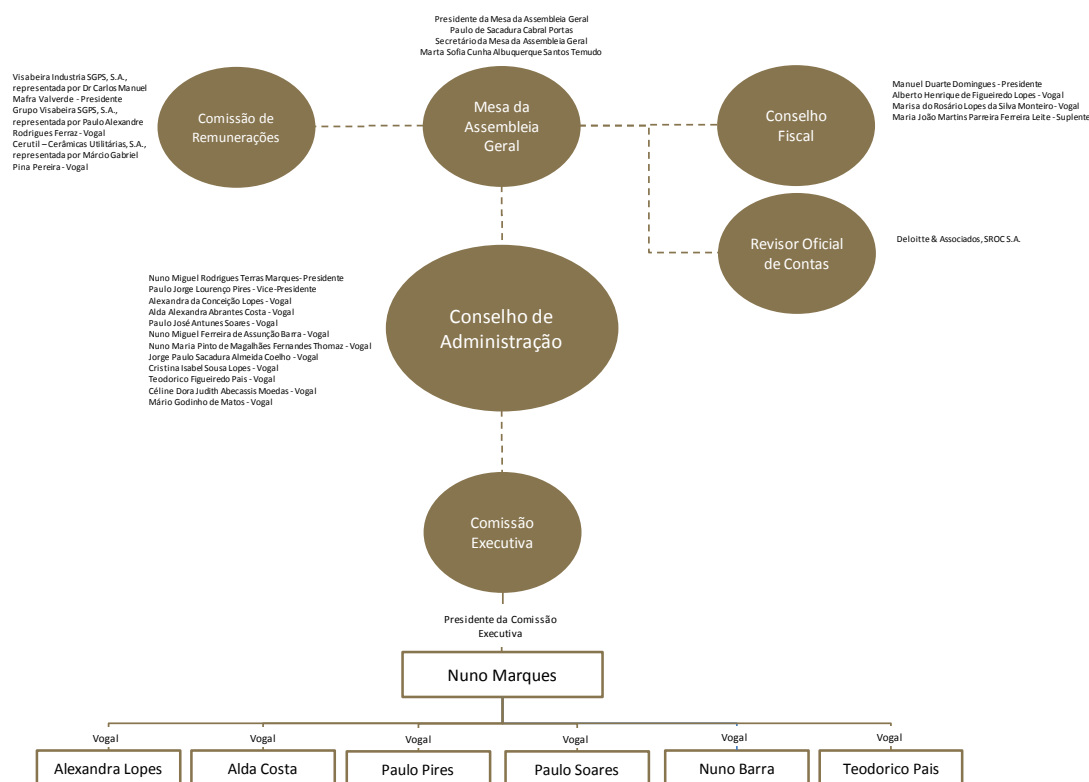 Presidente da Mesa da Assembleia Geral
Paulo de Sacadura Cabral Portas
Secretário da Mesa da Assembleia Geral
Marta Sofia Cunha Albuquerque Santos Temudo
Visabeira Industria SGPS, S.A.,
representada por Dr Carlos Manuel
Mafra Valverde - Presidente
Grupo Visabeira SGPS, S.A.,
representada por Paulo Alexandre
Rodrigues Ferraz - Vogal
Cerutil – Cerâmicas Utilitárias, S.A.,
representada por Márcio Gabriel
Pina Pereira - Vogal
Comissão de
Remunerações
Mesa da
Assembleia
Geral
Conselho
Fiscal
Manuel Duarte Domingues - Presidente
Alberto Henrique de Figueiredo Lopes - Vogal
Marisa do Rosário Lopes da Silva Monteiro - Vogal
Maria João Martins Parreira Ferreira Leite - Suplente
Revisor Oficial
de Contas
Deloitte & Associados, SROC S.A.
Nuno Miguel Rodrigues Terras Marques- Presidente
Paulo Jorge Lourenço Pires - Vice-Presidente
Alexandra da Conceição Lopes - Vogal
Alda Alexandra Abrantes Costa - Vogal
Paulo José Antunes Soares - Vogal
Nuno Miguel Ferreira de Assunção Barra - Vogal
Nuno Maria Pinto de Magalhães Fernandes Thomaz - Vogal
Jorge Paulo Sacadura Almeida Coelho - Vogal
Cristina Isabel Sousa Lopes - Vogal
Teodorico Figueiredo Pais - Vogal
Céline Dora Judith Abecassis Moedas - Vogal
Mário Godinho de Matos - Vogal
Conselho de
Administração
Comissão
Executiva
Presidente da Comissão
Executiva
Nuno Marques
Vogal
Vogal
Vogal
Vogal
Vogal
Vogal
Alexandra Lopes
Alda Costa
Paulo Pires
Paulo Soares
Nuno Barra
Teodorico Pais